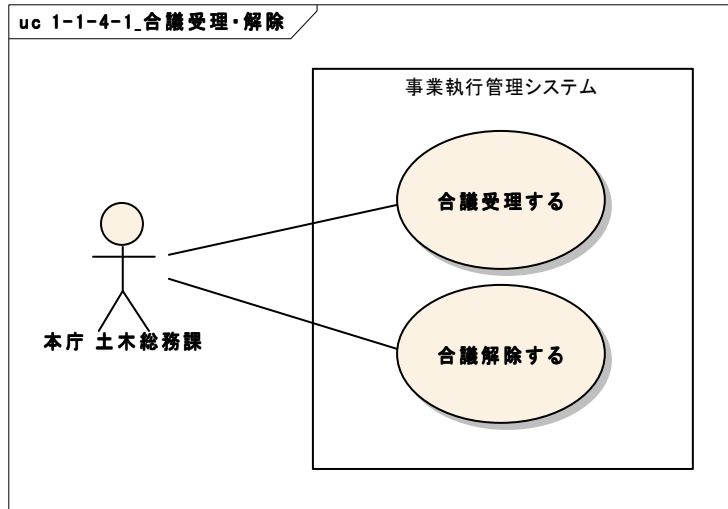 uc 1-1-4-1_合議受理・解除
事業執行管理システム
合議受理する
本庁 土木総務課
合議解除する